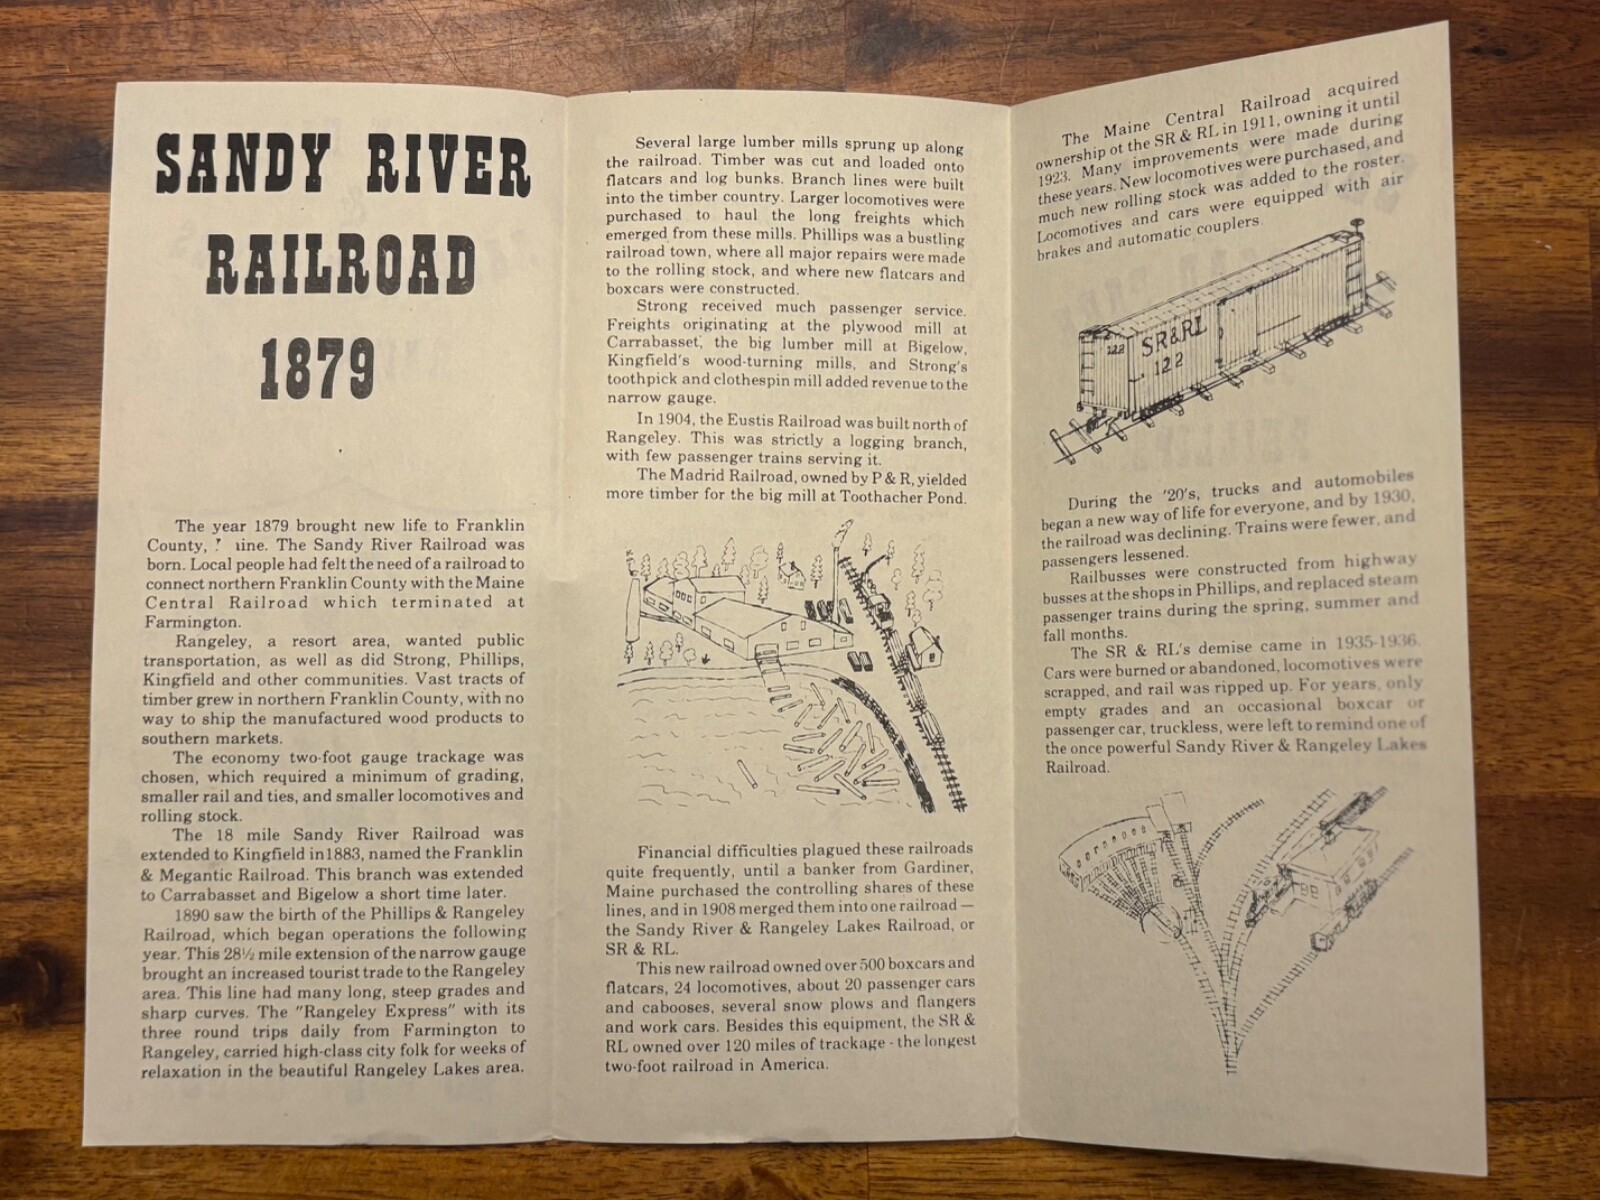 SANDY RIVER
RAILROAD
1879
The year 1879 brought new life to Franklin
County, ine. The Sandy River Railroad was
born. Local people had felt the need of a railroad to
connect northern Franklin County with the Maine
Central Railroad which terminated at
Farmington.
Rangeley, a resort area, wanted public
transportation, as well as did Strong, Phillips,
Kingfield and other communities. Vast tracts of
timber grew in northern Franklin County, with no
way to ship the manufactured wood products to
southern markets.
The economy two-foot gauge trackage was
chosen, which required a minimum of grading,
smaller rail and ties, and smaller locomotives and
rolling stock.
The 18 mile Sandy River Railroad was
extended to Kingfield in1883, named the Franklin
& Megantic Railroad. This branch was extended
to Carrabasset and Bigelow a short time later.
1890 saw the birth of the Phillips & Rangeley
Railroad, which began operations the following
year. This 28½ mile extension of the narrow gauge
brought an increased tourist trade to the Rangeley
area. This line had many long, steep grades and
sharp curves. The "Rangeley Express" with its
three round trips daily from Farmington to
Rangeley, carried high-class city folk for weeks of
relaxation in the beautiful Rangeley Lakes area.
Several large lumber mills sprung up along
the railroad. Timber was cut and loaded onto
flatcars and log bunks. Branch lines were built
into the timber country. Larger locomotives were
purchased to haul the long freights which
emerged from these mills. Phillips was a bustling
railroad town, where all major repairs were made
to the rolling stock, and where new flatcars and
boxcars were constructed.
Strong received much passenger service.
Freights originating at the plywood mill at
Carrabasset, the big lumber mill at Bigelow,
Kingfield's wood-turning mills, and Strong's
toothpick and clothespin mill added revenue to the
narrow gauge.
In 1904, the Eustis Railroad was built north of
Rangeley. This was strictly a logging branch,
with few passenger trains serving it.
The Madrid Railroad, owned by P & R, yielded
more timber for the big mill at Toothacher Pond.
Financial difficulties plagued these railroads
quite frequently, until a banker from Gardiner,
Maine purchased the controlling shares of these
lines, and in 1908 merged them into one railroad —
the Sandy River & Rangeley Lakes Railroad, or
SR & RL.
This new railroad owned over 500 boxcars and
flatcars, 24 locomotives, about 20 passenger cars
and cabooses, several snow plows and flangers
and work cars. Besides this equipment, the SR &
RL owned over 120 miles of trackage - the longest
two-foot railroad in America.
The Maine Central Railroad acquired
ownership ot the SR & RL in 1911, owning it until
1923. Many improvements were made during
these years. New locomotives were purchased, and
much new rolling stock was added to the roster.
Locomotives and cars were equipped with air
brakes and automatic couplers.
122
SR&RL
122
During the '20's, trucks and automobiles
began a new way of life for everyone, and by 1930,
the railroad was declining. Trains were fewer, and
passengers lessened.
Railbusses were constructed from highway
busses at the shops in Phillips, and replaced steam
passenger trains during the spring, summer and
fall months.
The SR & RL's demise came in 1935-1936.
Cars were burned or abandoned, locomotives were
scrapped, and rail was ripped up. For years, only
empty grades and an occasional boxcar or
passenger car, truckless, were left to remind one of
the once powerful Sandy River & Rangeley Lakes
Railroad.